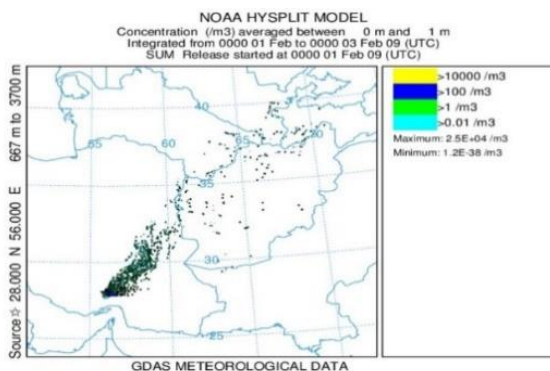 NOAA HYSPLIT MODEL
Concentration (/m3) averaged between 0 m and 1 m
Integrated from 0000 01 Feb to 0000 03 Feb 09 (UTC)
SUM Release started at 0000 01 Feb 09 (UTC)
Source☆ 28.000 N 56.000 E 667 m to 3700 m
40
55
60
35
30
25
>10000 /m3
>100 /m3
>1 /m3
>0.01 /m3
Maximum: 2.5E+04 /m3
Minimum: 1.2E-38 /m3
GDAS METEOROLOGICAL DATA